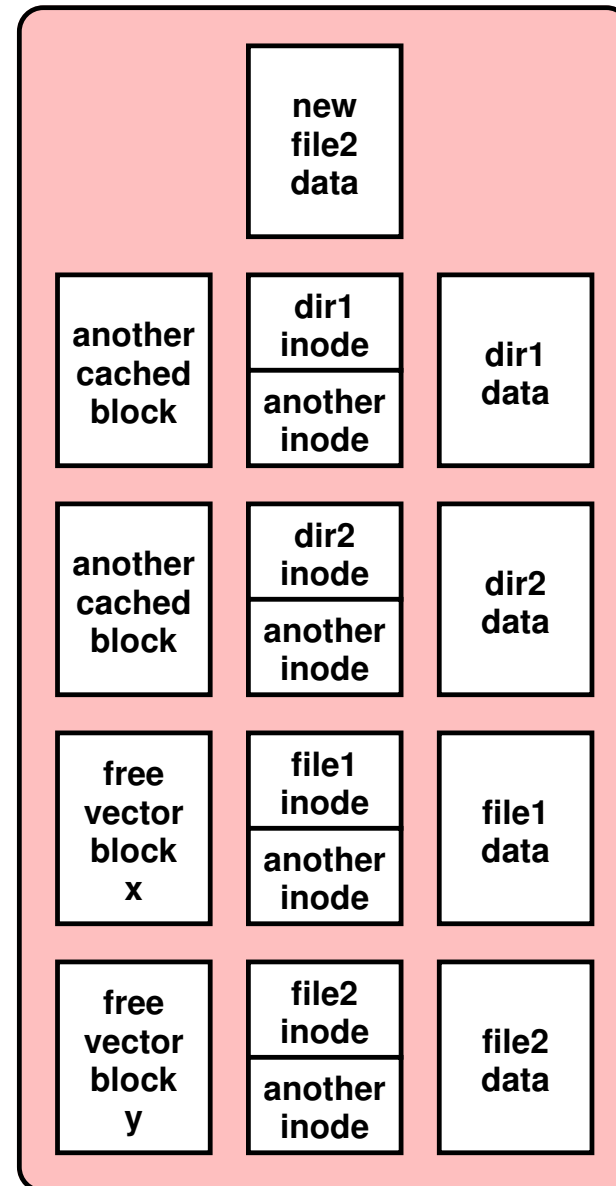 new
file2
data
another
cached
block
dir1
inode
another
inode
dir1
data
another
cached
block
dir2
inode
another
inode
dir2
data
free
vector
block
x
file1
inode
another
inode
file1
data
free
vector
block
y
file2
inode
another
inode
file2
data